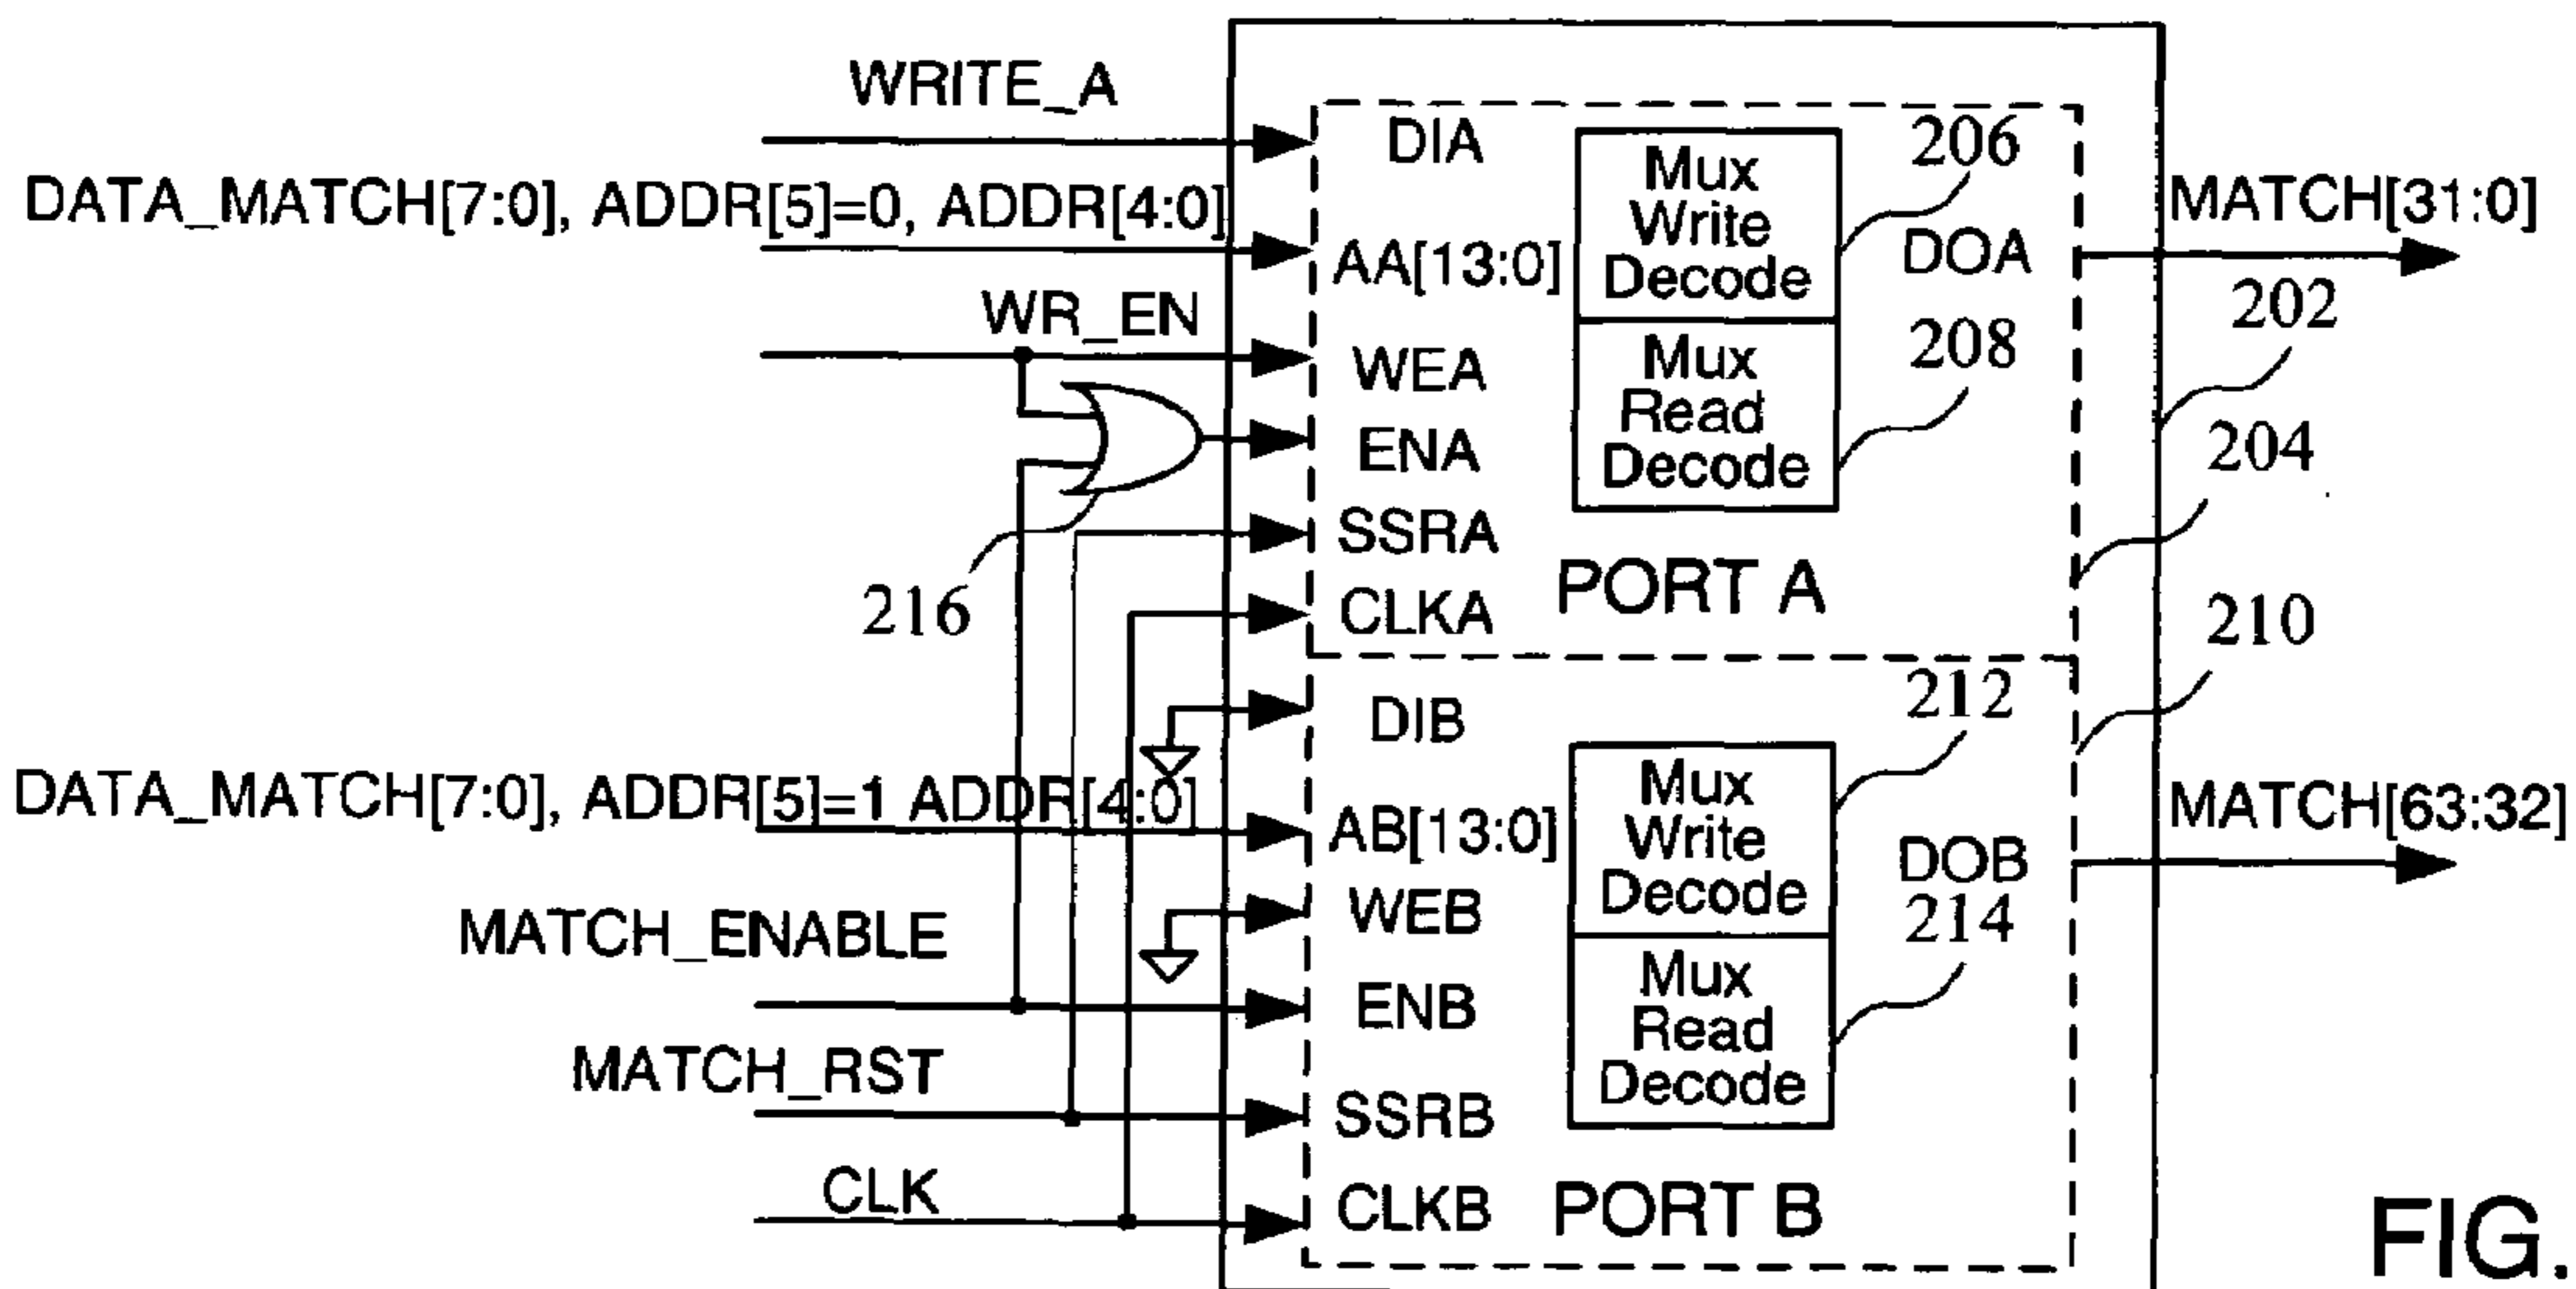 WRITE_A
DATA_MATCH[7:0], ADDR[5]=0, ADDR[4:0]
WR_EN
216
DATA_MATCH[7:0], ADDR[5]=1 ADDR[4:0]
MATCH_ENABLE
MATCH_RST
CLK
DIA
AA[13:0]
WEA
ENA
SSRA
CLKA
Mux
Write
Decode
Mux
Read
Decode
206
DOA
208
PORT A
DIB
AB[13:0]
WEB
ENB
SSRB
CLKB
Mux
Write
Decode
Mux
Read
Decode
212
DOB
214
PORT B
MATCH[31:0]
202
204
210
MATCH[63:32]
FIG.